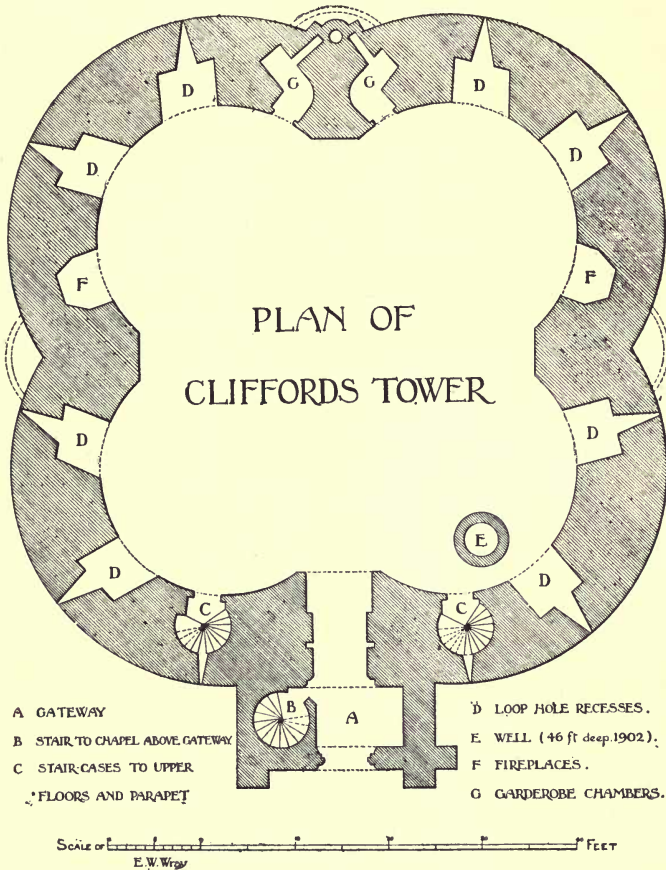 D
G
G
D
D
D
F
F
PLAN OF
CLIFFORDS TOWER
D
D
E
D
D
C
C
B
A
A GATEWAY
B STAIR TO CHAPEL ABOVE GATEWAY
C STAIR-CASES TO UPPER
FLOORS AND PARAPET
D LOOP HOLE RECESSES.
E WELL (46 ft deep. 1902).
F FIREPLACES.
G GARDEROBE CHAMBERS.
SCALE OF
FEET
E.W. Wray